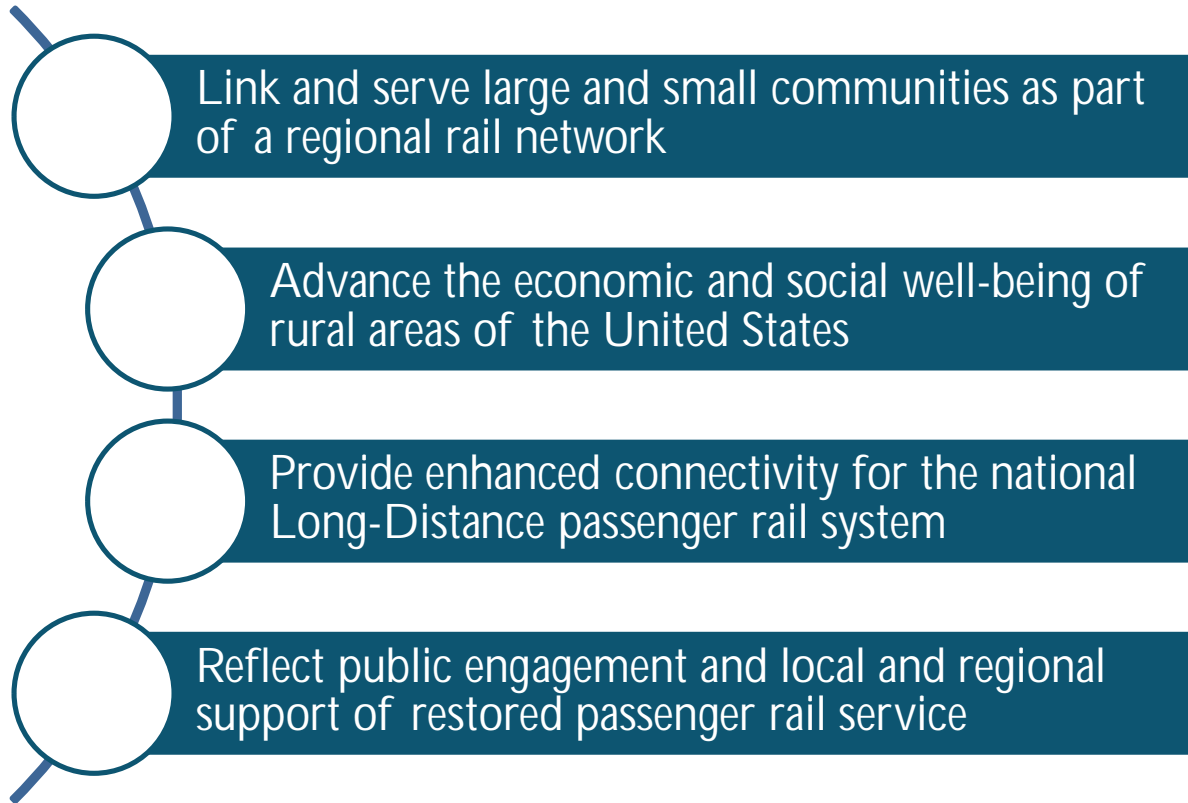 Link and serve large and small communities as part
of a regional rail network
Advance the economic and social well-being of
rural areas of the United States
Provide enhanced connectivity for the national
Long-Distance passenger rail system
Reflect public engagement and local and regional
support of restored passenger rail service